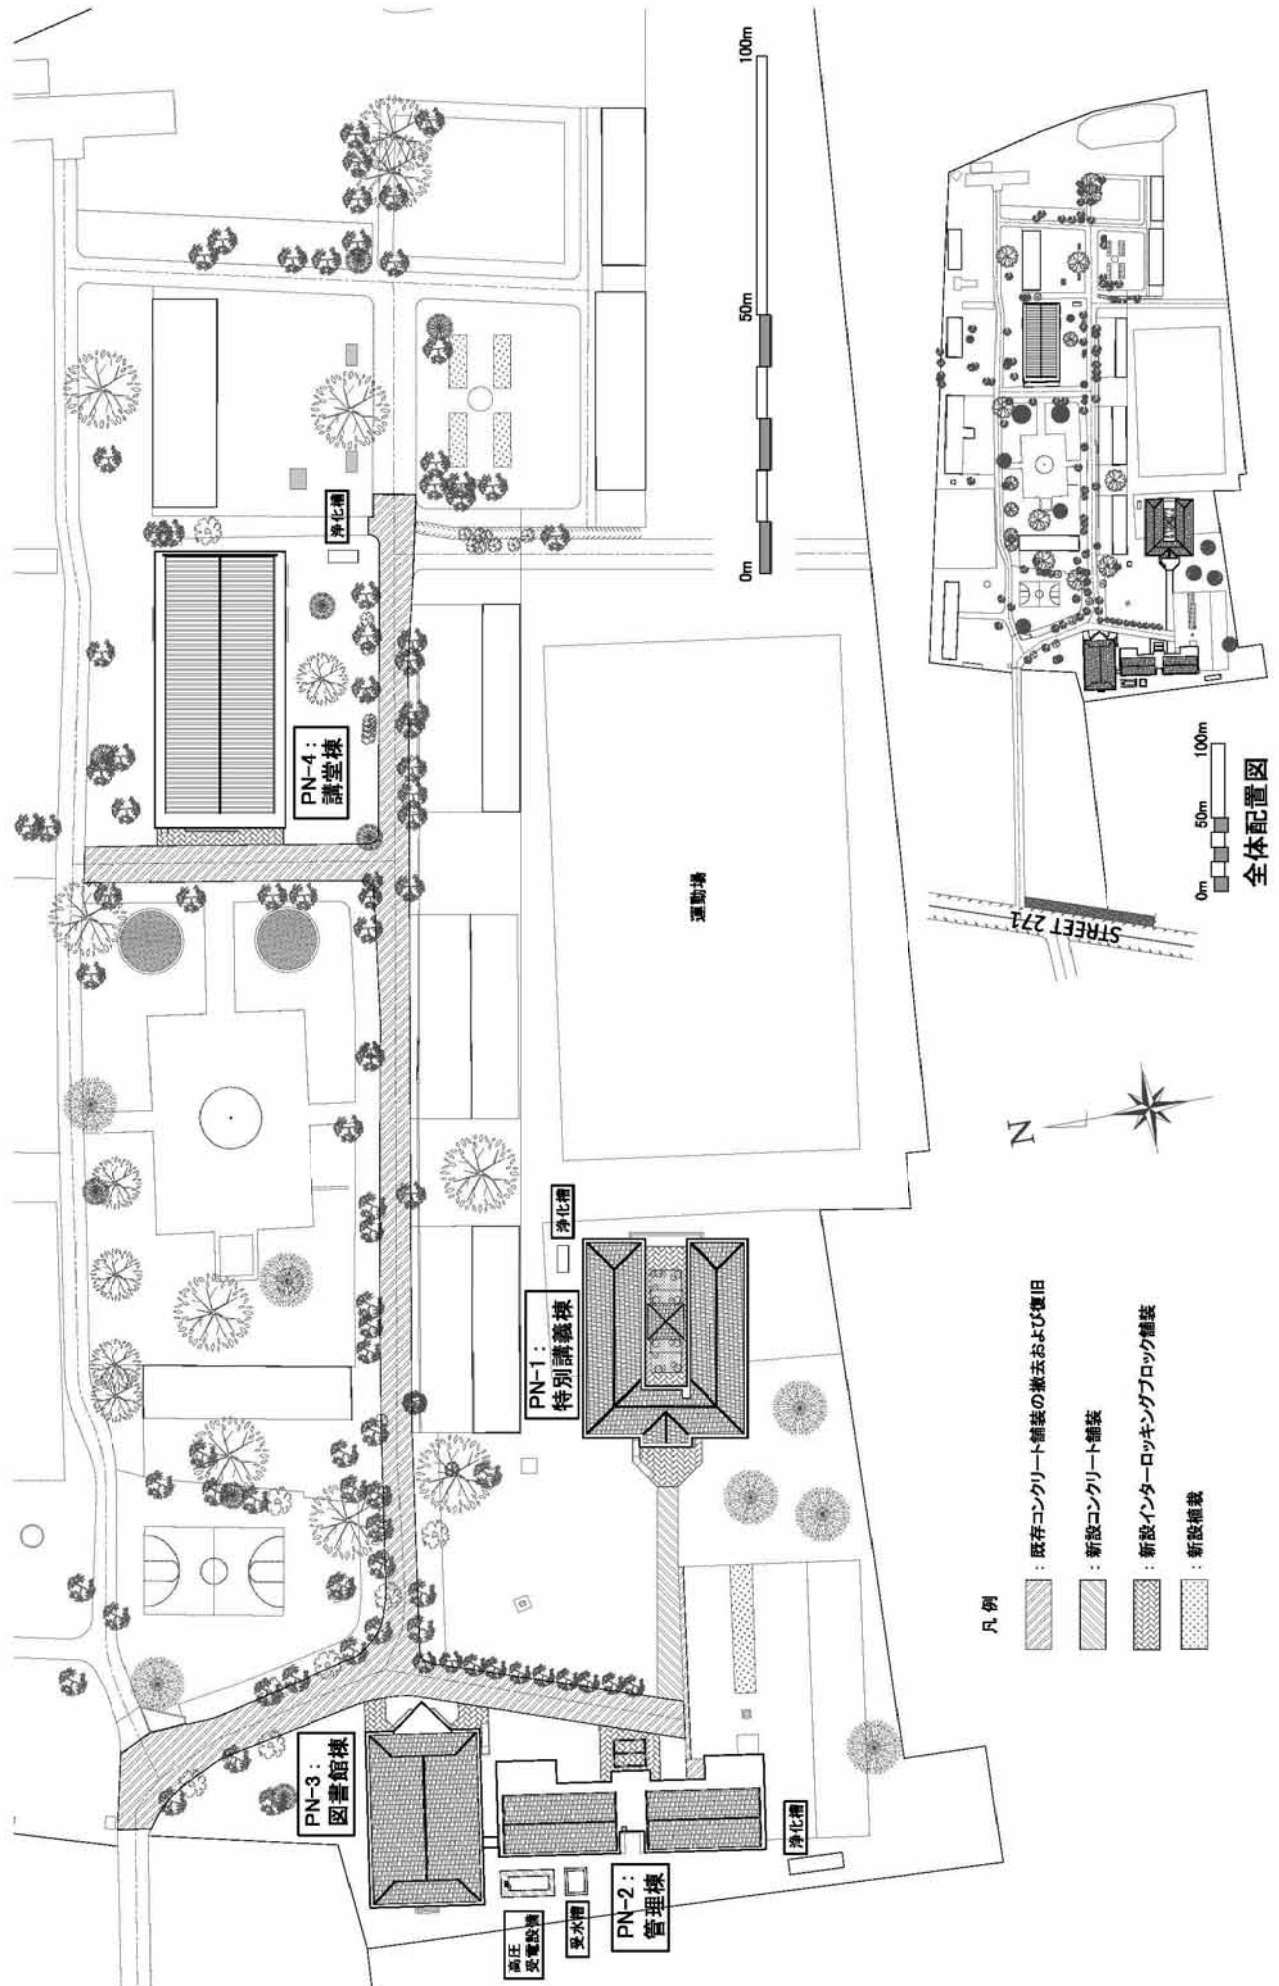 浄化槽
PN-4：
講堂棟
0m
50m
100m
運動場
浄化槽
PN-1：
特別講義棟
PN-3：
図書館棟
高圧
受電設備
受水槽
PN-2：
管理棟
浄化槽
N
凡例
：既存コンクリート舗装の撤去および復旧
：新設コンクリート舗装
：新設インターロッキングブロック舗装
：新設植栽
STREET 271
0m
50m
100m
全体配置図